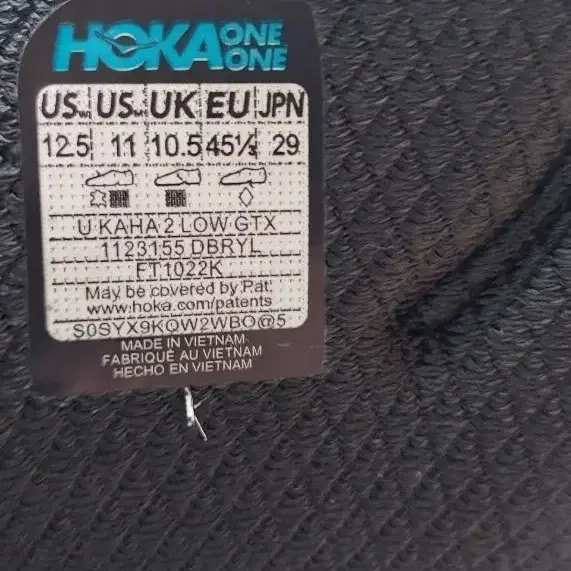 HOKA ONE ONE
US US UK EU JPN
12.5 11 10.5 45⅓ 29
U KAHA 2 LOW GTX
1123155 DBRYL
FT1022K
May be covered by Pat:
www.hoka.com/patents
S0SYX9KQW2WBO@5
MADE IN VIETNAM
FABRIQUÉ AU VIETNAM
HECHO EN VIETNAM